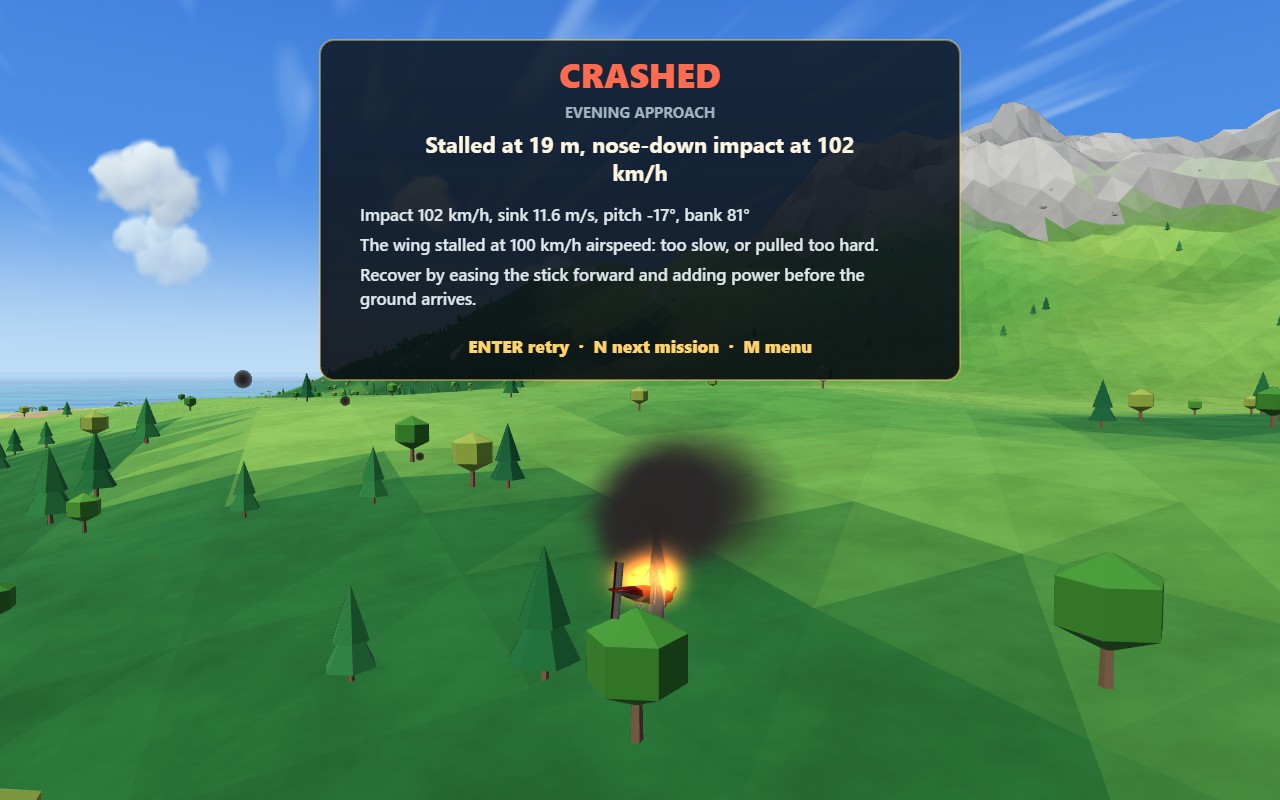 CRASHED
EVENING APPROACH
Stalled at 19 m, nose-down impact at 102
km/h
Impact 102 km/h, sink 11.6 m/s, pitch -17°, bank 81°
The wing stalled at 100 km/h airspeed: too slow, or pulled too hard.
Recover by easing the stick forward and adding power before the
ground arrives.
ENTER retry · N next mission · M menu